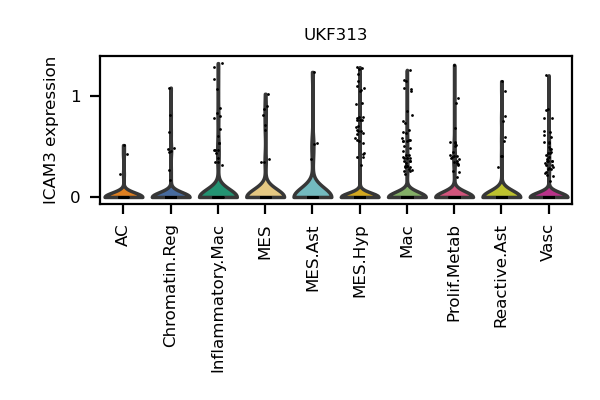 UKF313
ICAM3 expression
1
0
AC
Chromatin.Reg
Inflammatory.Mac
MES
MES.Ast
MES.Hyp
Mac
Prolif.Metab
Reactive.Ast
Vasc